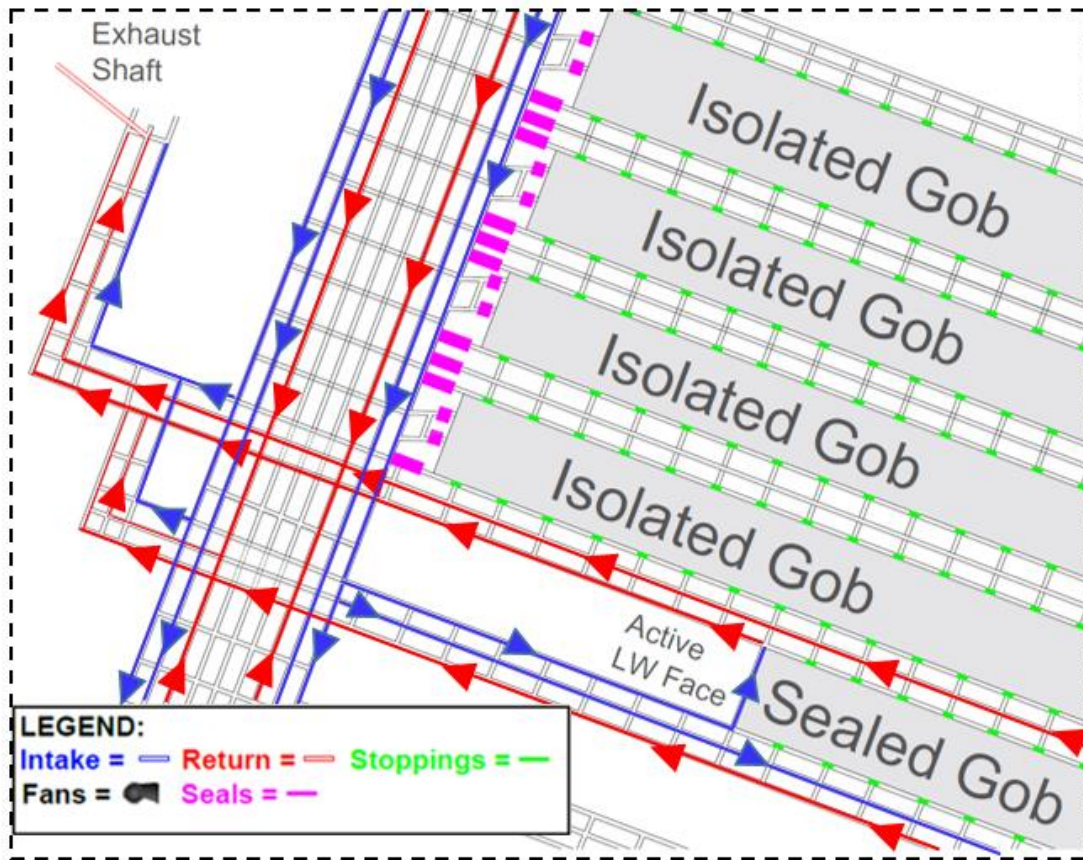 Exhaust
Shaft
Isolated Gob
Isolated Gob
Isolated Gob
Isolated Gob
Active
LW Face
Sealed Gob
LEGEND:
Intake = Return = Stoppings =
Fans = Seals =